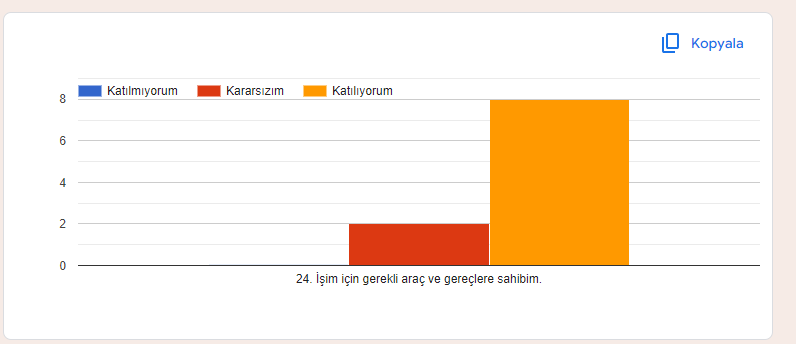 Kopyala
Katılmıyorum Kararsızım Katılıyorum
8
6
4
2
0
24. İşim için gerekli araç ve gereçlere sahibim.